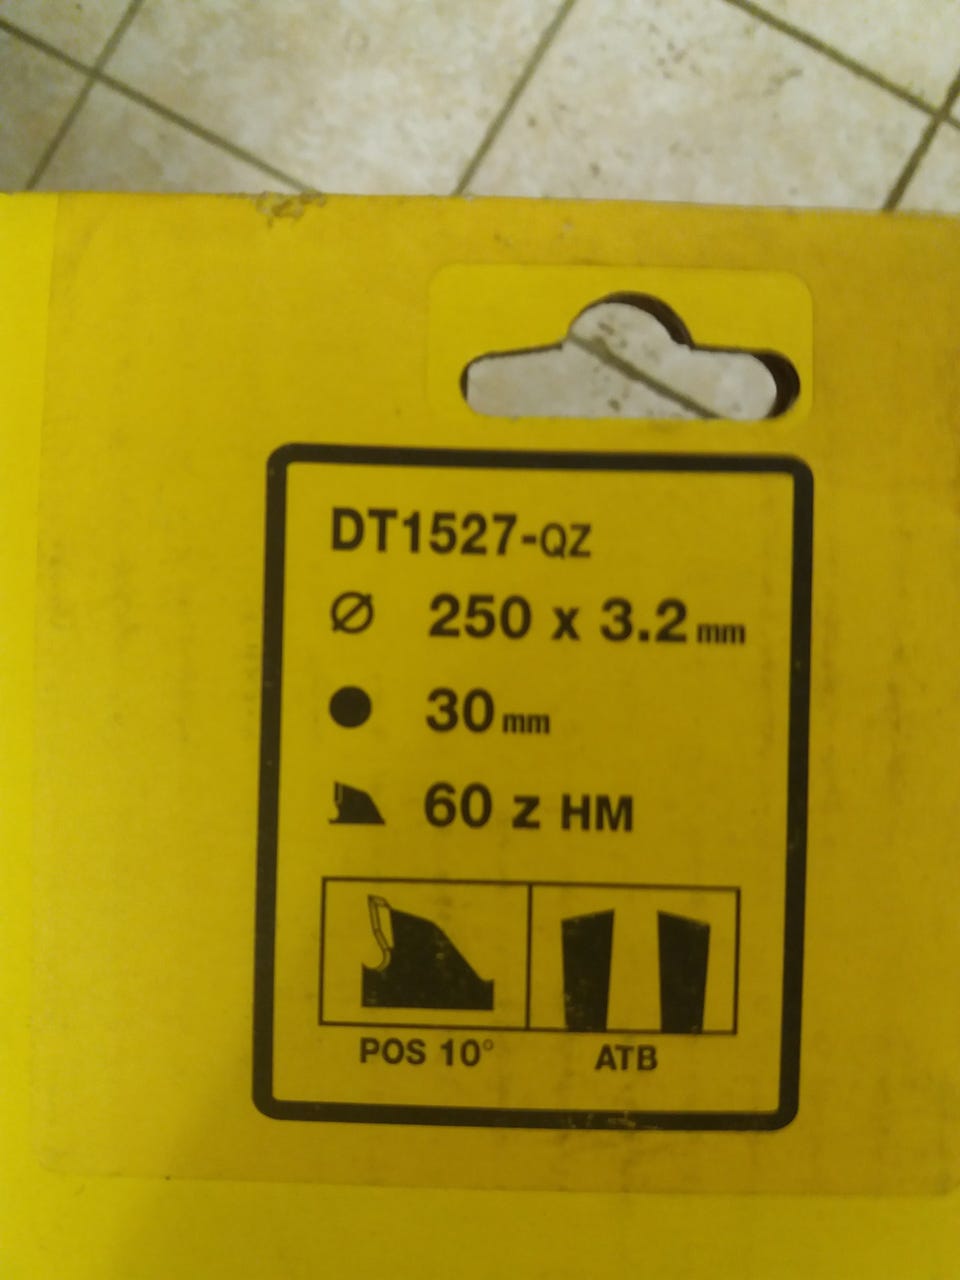 DT1527-QZ
Ø 250 x 3.2 mm
30 mm
60 z HM
POS 10°
ATB